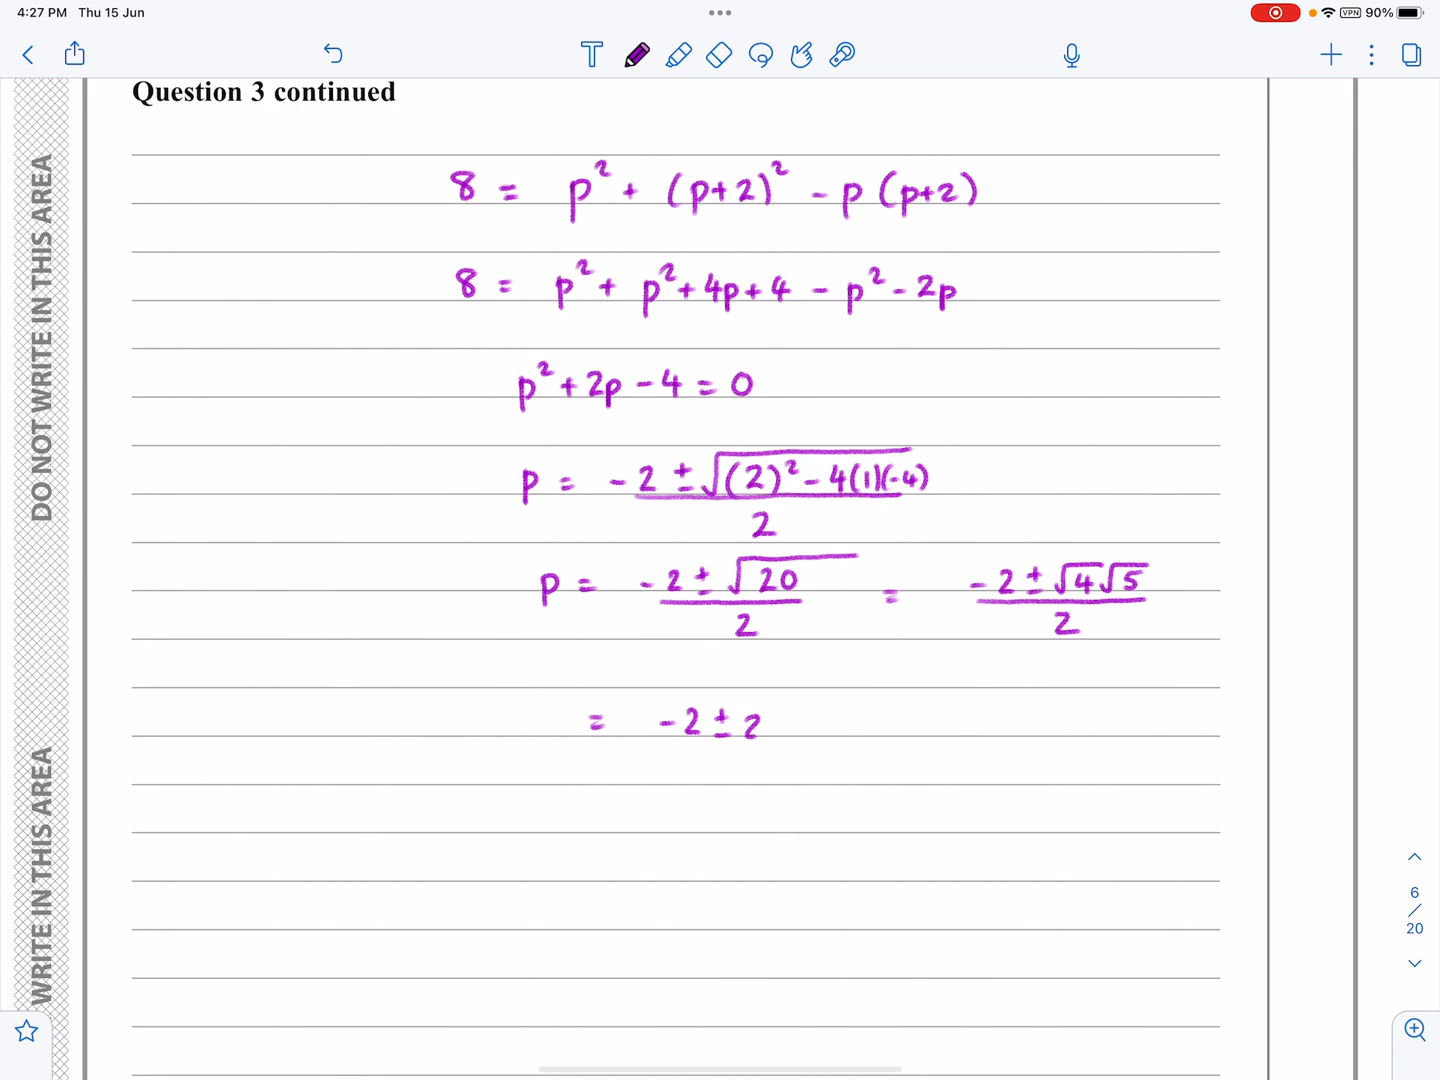 4:27 PM Thu 15 Jun
VPN 90%
T
Question 3 continued
8 = p² + (p+2)² - p (p+2)
8 = p² + p² + 4p + 4 - p² - 2p
p² + 2p - 4 = 0
p = -2 ± √(2)² - 4(1)(-4)
2
p = -2 ± √20 = -2 ± √4√5
2 2
= -2 ± 2
DO NOT WRITE IN THIS AREA
WRITE IN THIS AREA
6
/
20